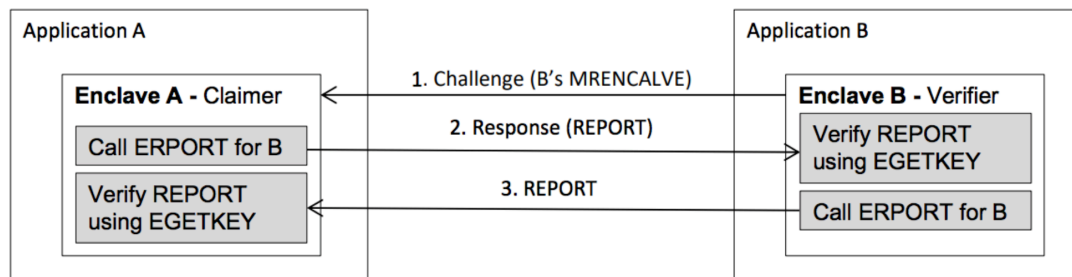 Application A
Enclave A - Claimer
Call ERPORT for B
Verify REPORT
using EGETKEY
1. Challenge (B's MRENCALVE)
2. Response (REPORT)
3. REPORT
Application B
Enclave B - Verifier
Verify REPORT
using EGETKEY
Call ERPORT for B